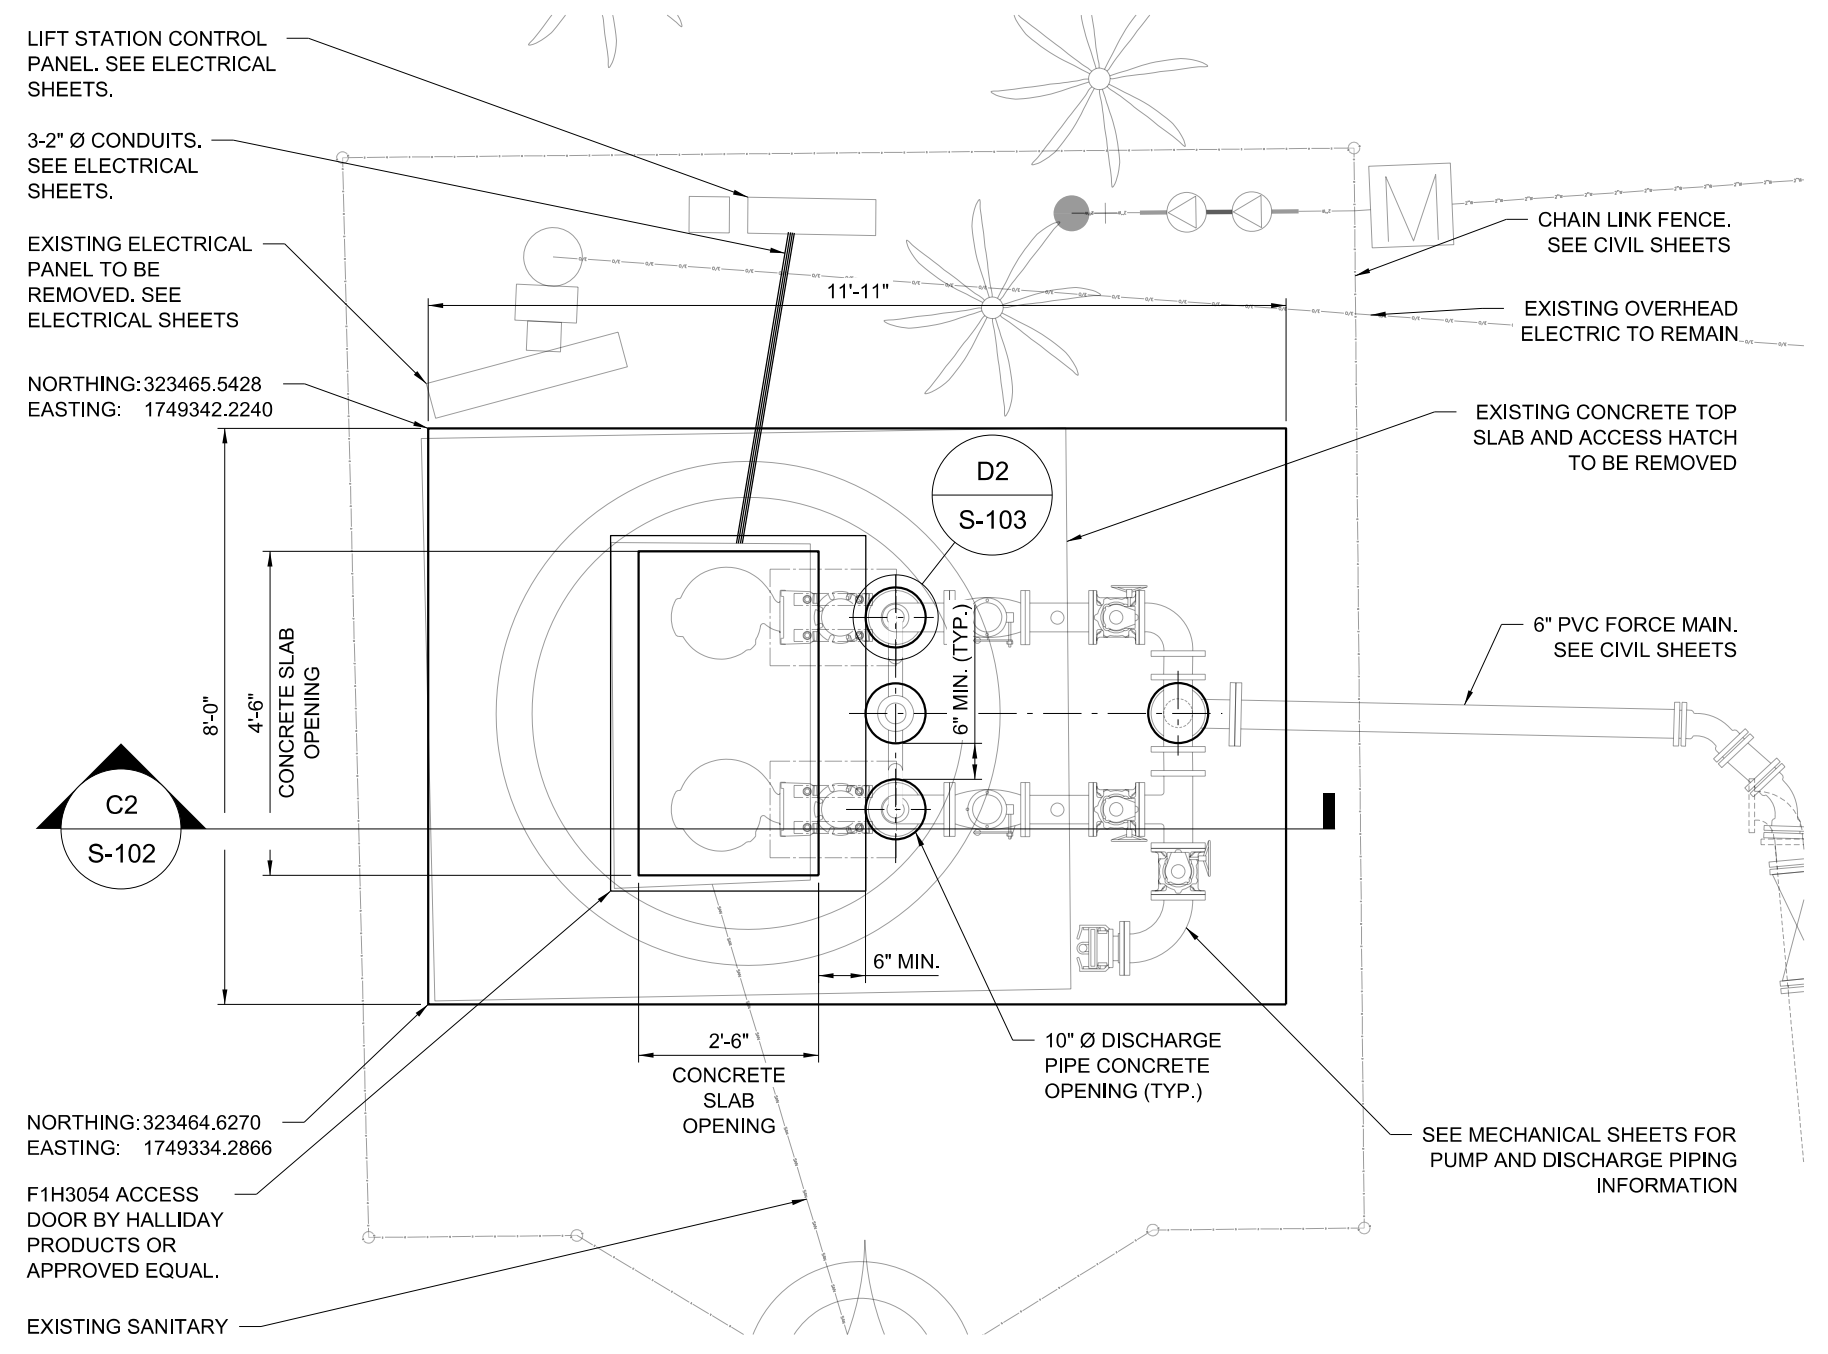 LIFT STATION CONTROL
PANEL. SEE ELECTRICAL
SHEETS.
3-2" Ø CONDUITS.
SEE ELECTRICAL
SHEETS.
EXISTING ELECTRICAL
PANEL TO BE
REMOVED. SEE
ELECTRICAL SHEETS
NORTHING: 323465.5428
EASTING: 1749342.2240
M
CHAIN LINK FENCE.
SEE CIVIL SHEETS
EXISTING OVERHEAD
ELECTRIC TO REMAIN
11'-11"
EXISTING CONCRETE TOP
SLAB AND ACCESS HATCH
TO BE REMOVED
D2
S-103
8'-0"
4'-6"
CONCRETE SLAB
OPENING
6" MIN. (TYP.)
6" PVC FORCE MAIN.
SEE CIVIL SHEETS
C2
S-102
6" MIN.
2'-6"
CONCRETE
SLAB
OPENING
10" Ø DISCHARGE
PIPE CONCRETE
OPENING (TYP.)
NORTHING: 323464.6270
EASTING: 1749334.2866
F1H3054 ACCESS
DOOR BY HALLIDAY
PRODUCTS OR
APPROVED EQUAL.
EXISTING SANITARY
SEE MECHANICAL SHEETS FOR
PUMP AND DISCHARGE PIPING
INFORMATION